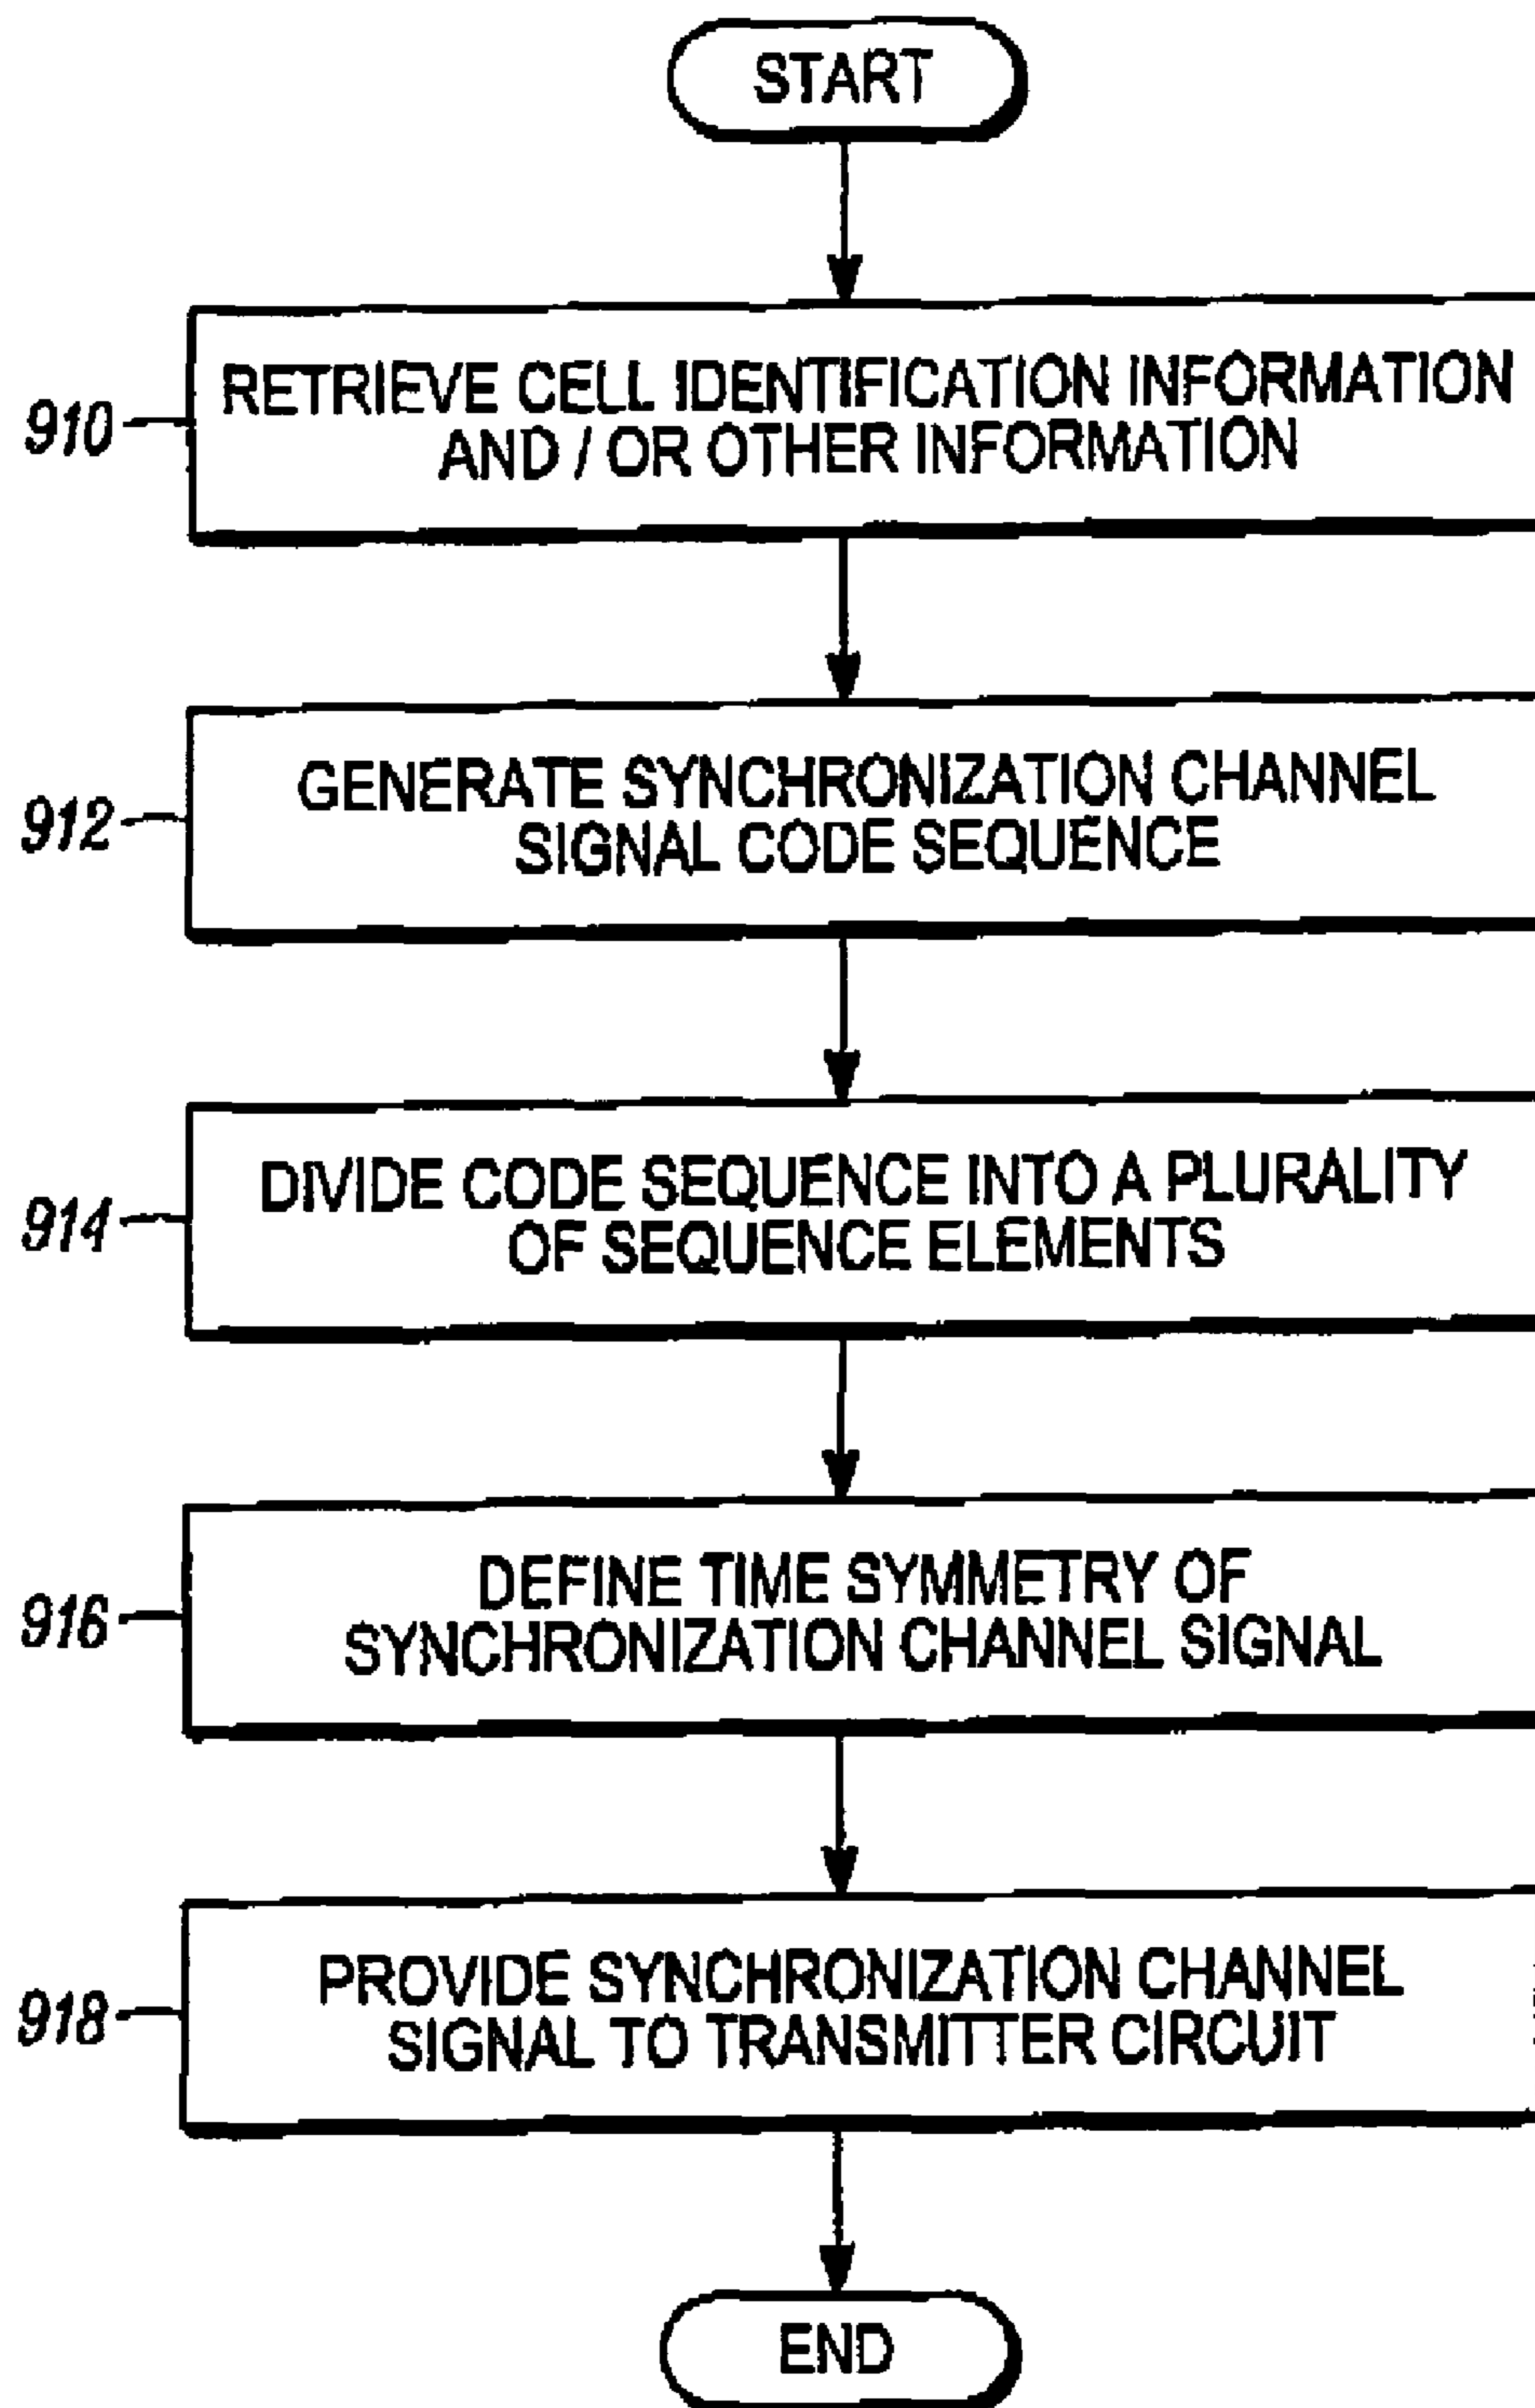 START
910
RETRIEVE CELL IDENTIFICATION INFORMATION
AND / OR OTHER INFORMATION
912
GENERATE SYNCHRONIZATION CHANNEL
SIGNAL CODE SEQUENCE
914
DIVIDE CODE SEQUENCE INTO A PLURALITY
OF SEQUENCE ELEMENTS
916
DEFINE TIME SYMMETRY OF
SYNCHRONIZATION CHANNEL SIGNAL
918
PROVIDE SYNCHRONIZATION CHANNEL
SIGNAL TO TRANSMITTER CIRCUIT
END